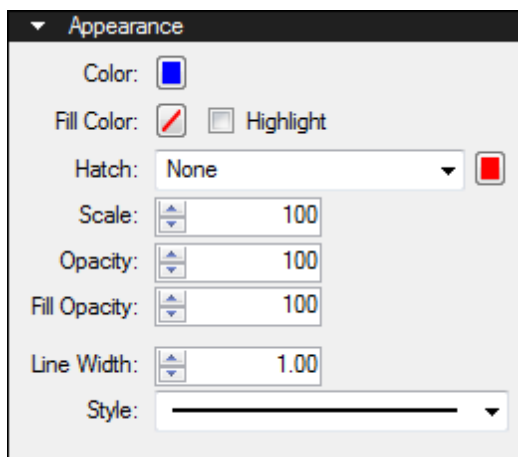 Appearance
Color:
Fill Color: Highlight
Hatch: None
Scale: 100
Opacity: 100
Fill Opacity: 100
Line Width: 1.00
Style: